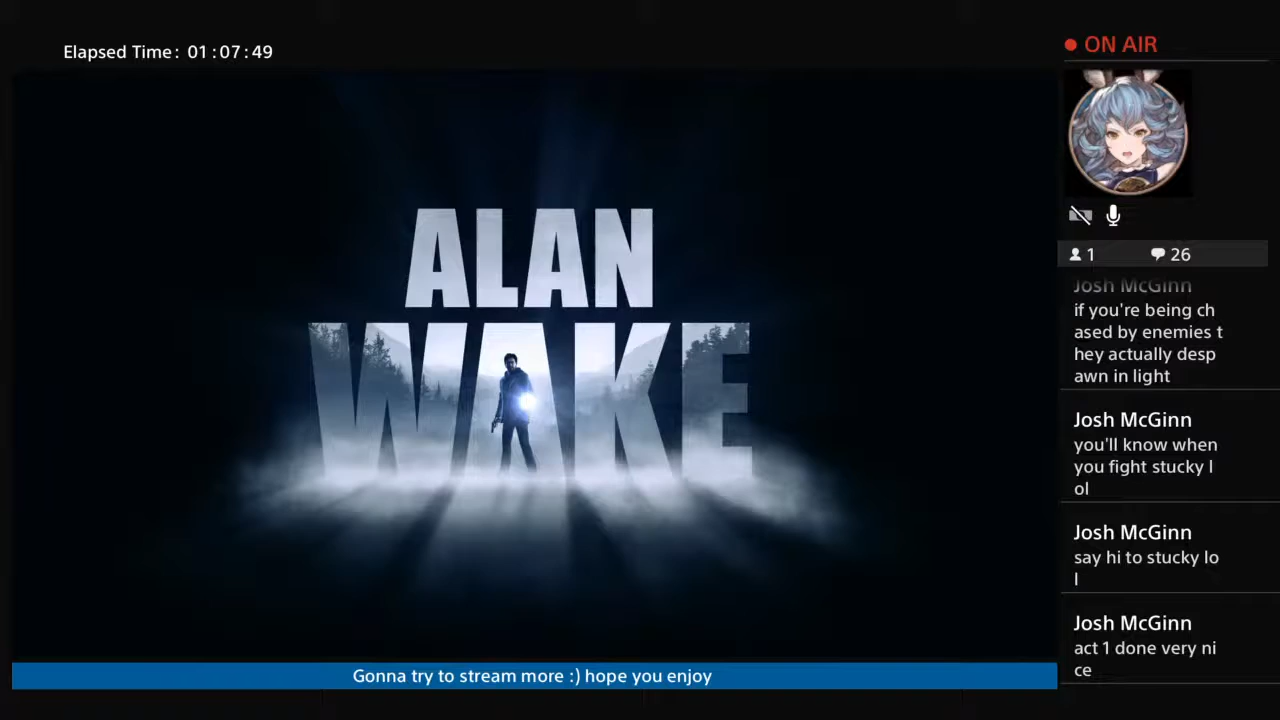 Elapsed Time: 01:07:49
ON AIR
ALAN
WAKE
1
26
Josh McGinn
if you're being ch
ased by enemies t
hey actually desp
awn in light
Josh McGinn
you'll know when
you fight stucky l
ol
Josh McGinn
say hi to stucky lo
l
Josh McGinn
act 1 done very ni
ce
Gonna try to stream more :) hope you enjoy